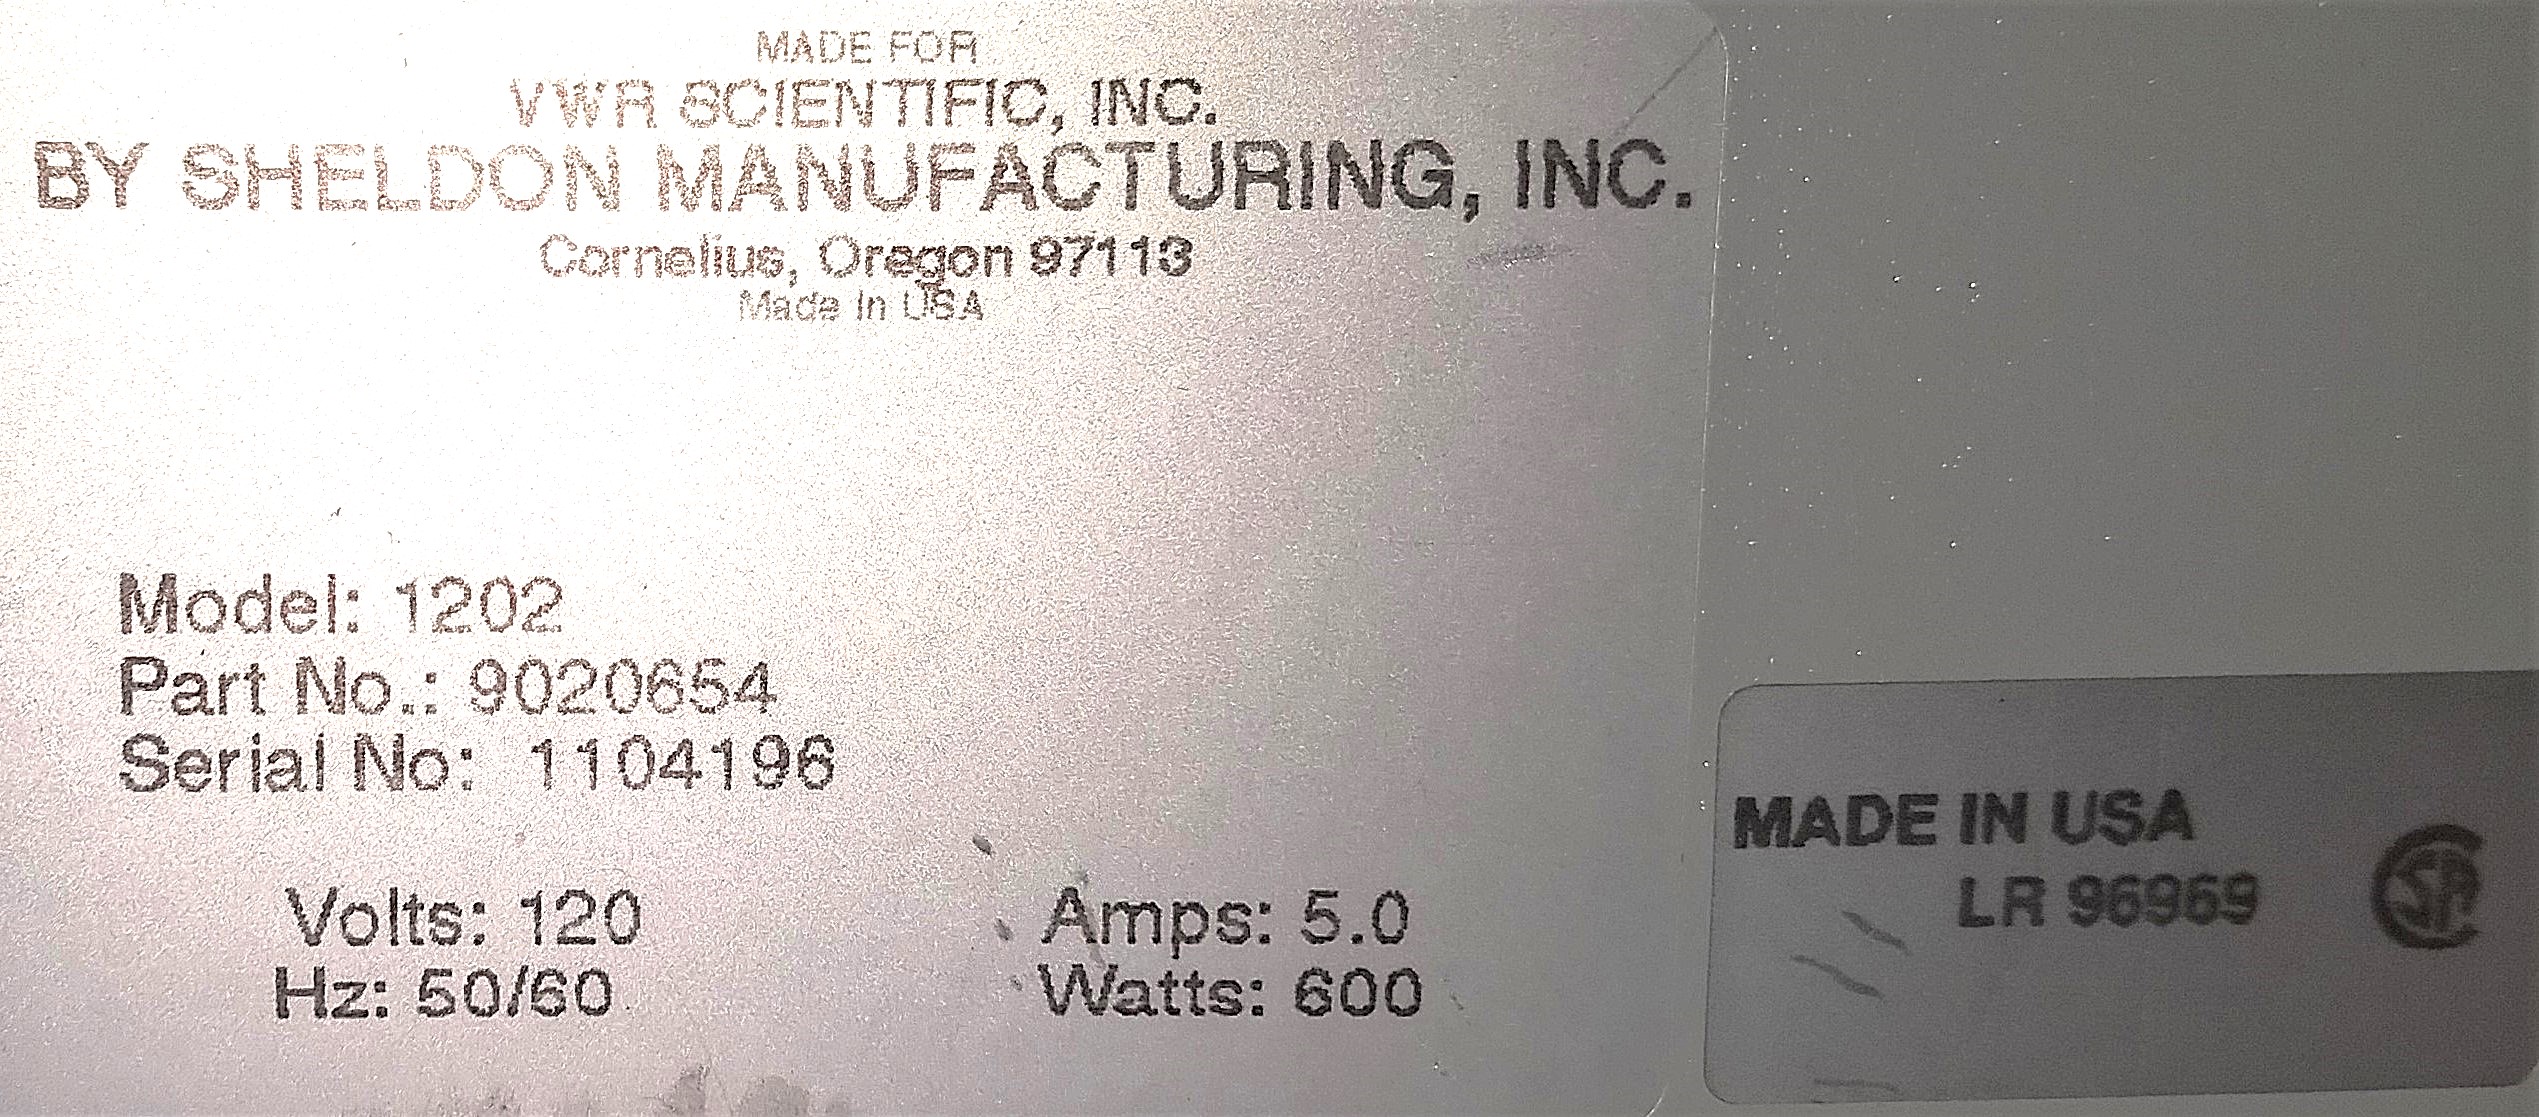 MADE FOR
VWR SCIENTIFIC, INC.
BY SHELDON MANUFACTURING, INC.
Cornelius, Oregon 97113
Made In USA
Model: 1202
Part No.: 9020654
Serial No: 1104196
Volts: 120 Amps: 5.0
Hz: 50/60 Watts: 600
MADE IN USA
LR 96969
CSA